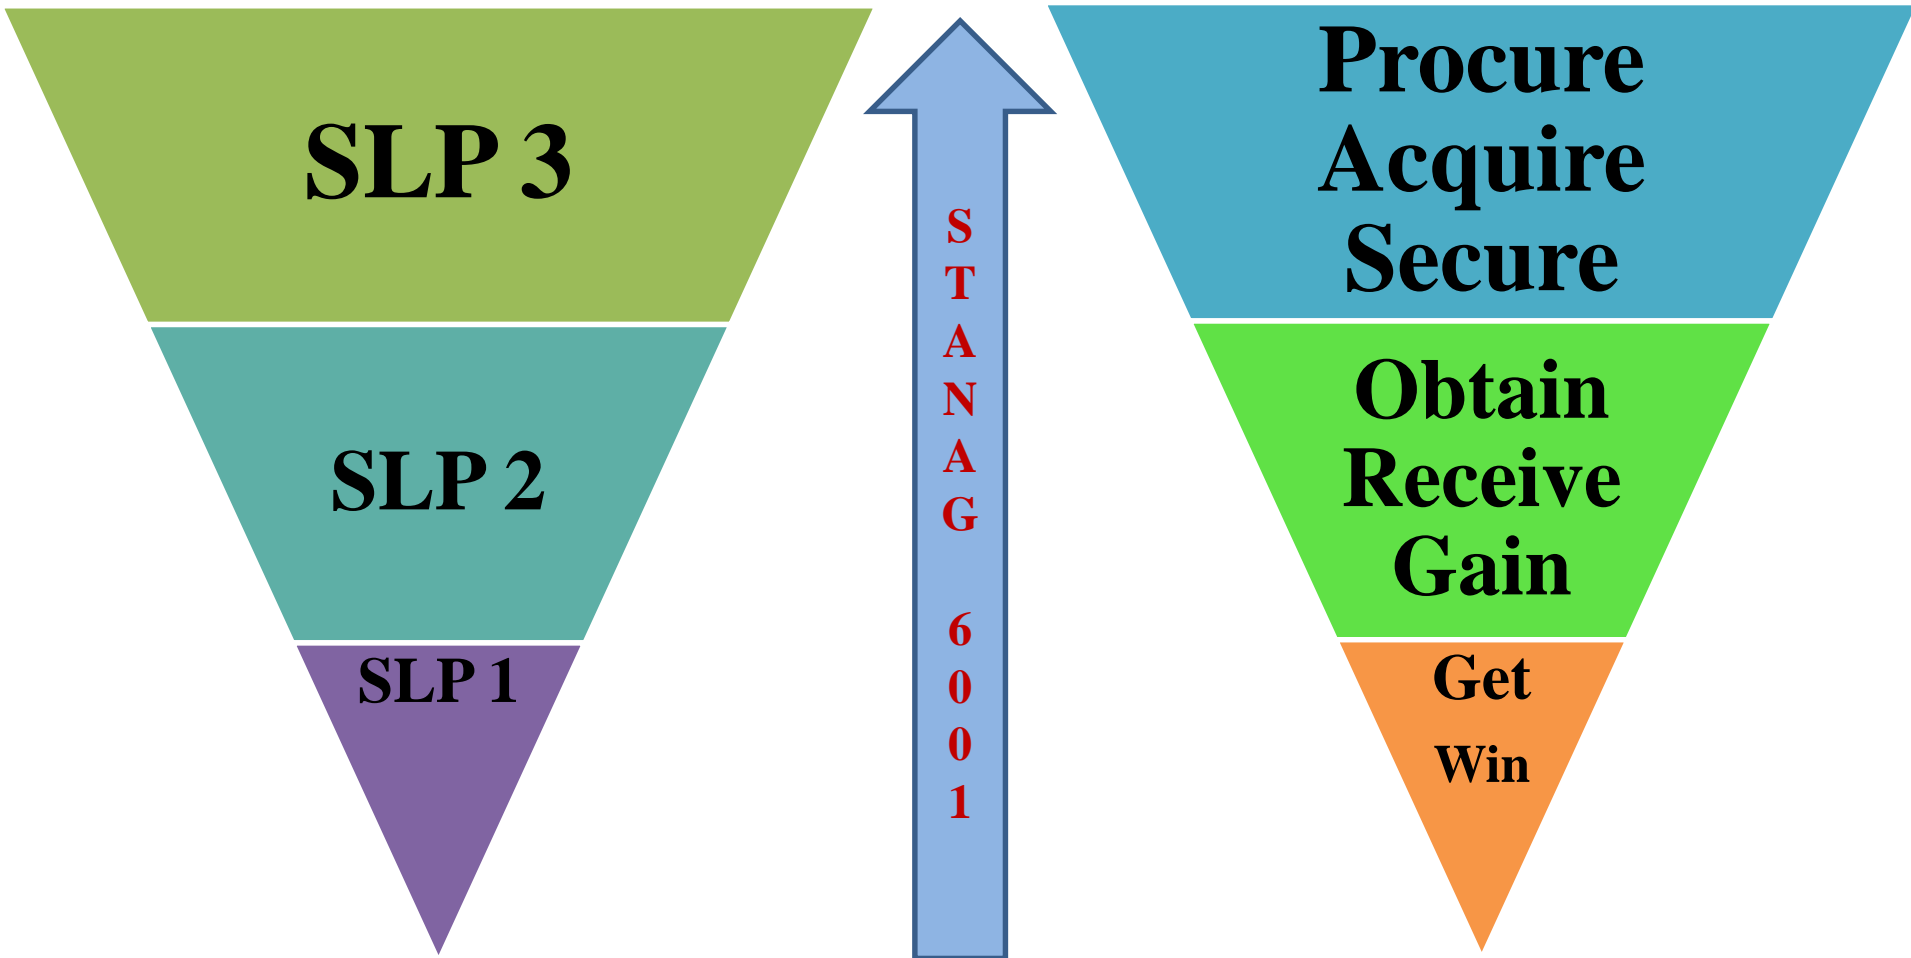 SLP 3
SLP 2
SLP 1
S
T
A
N
A
G
6
0
0
1
Procure
Acquire
Secure
Obtain
Receive
Gain
Get
Win